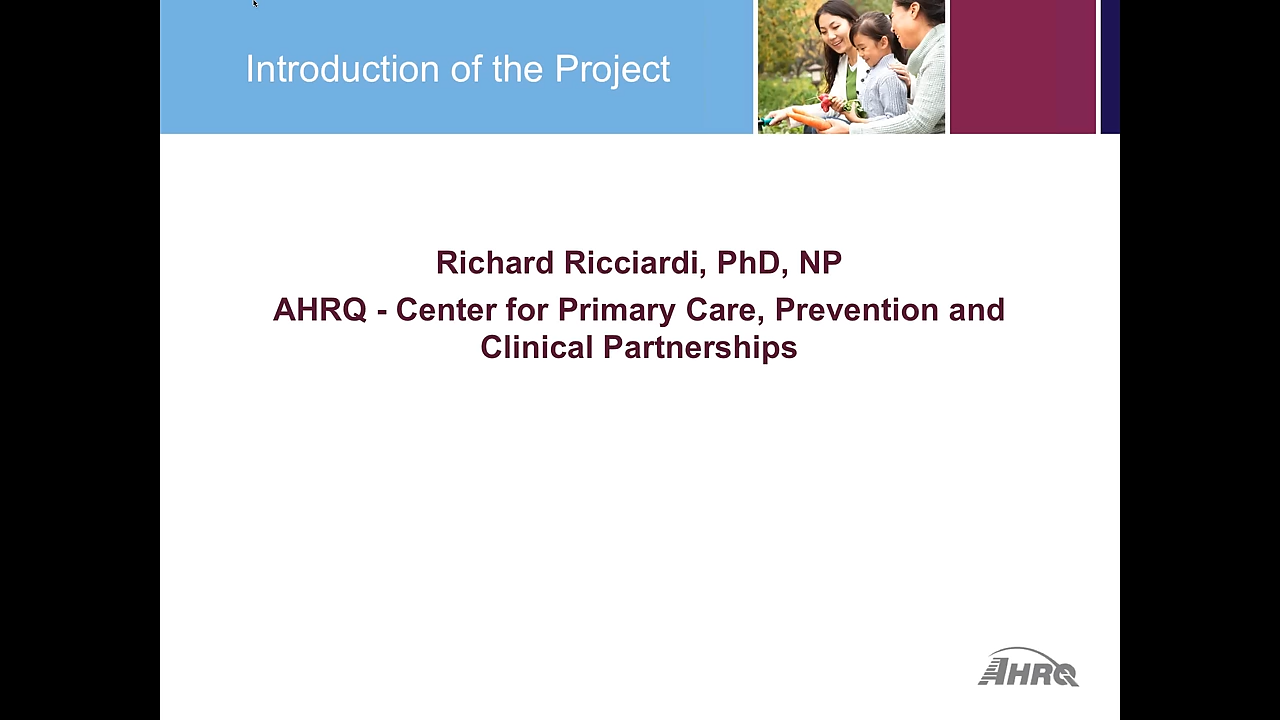 Introduction of the Project
Richard Ricciardi, PhD, NP
AHRQ - Center for Primary Care, Prevention and
Clinical Partnerships
AHRQ